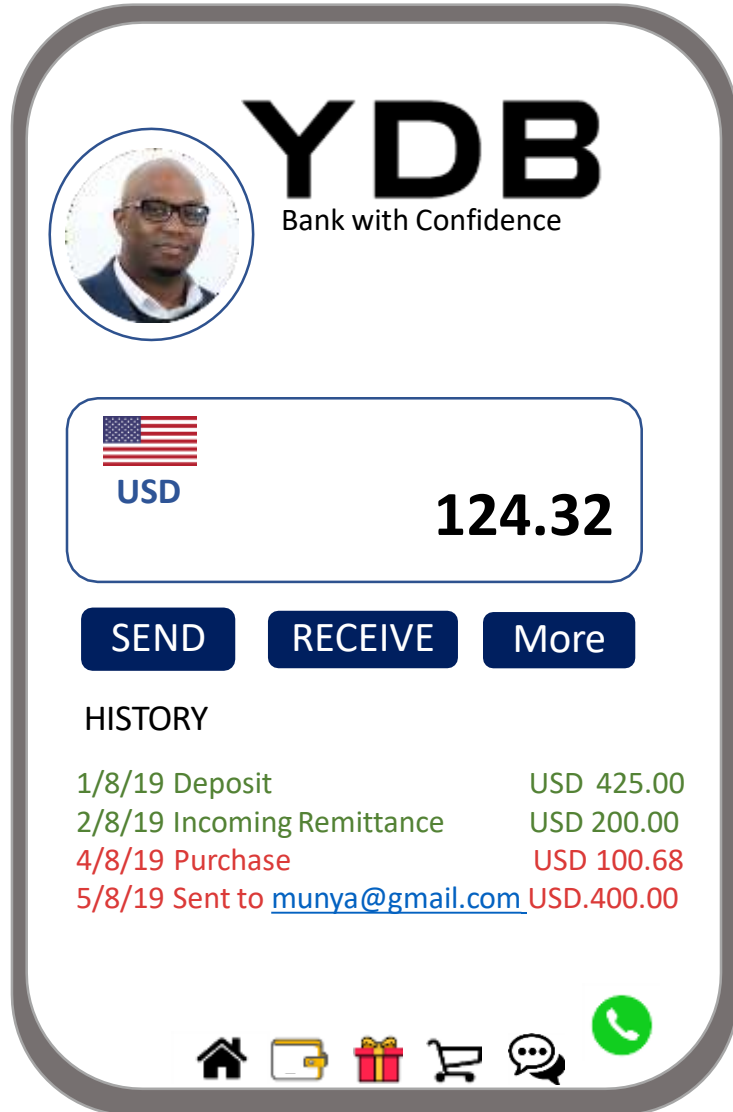 YDB
Bank with Confidence
USD
124.32
SEND RECEIVE More
HISTORY
1/8/19 Deposit USD 425.00
2/8/19 Incoming Remittance USD 200.00
4/8/19 Purchase USD 100.68
5/8/19 Sent to munya@gmail.com USD.400.00